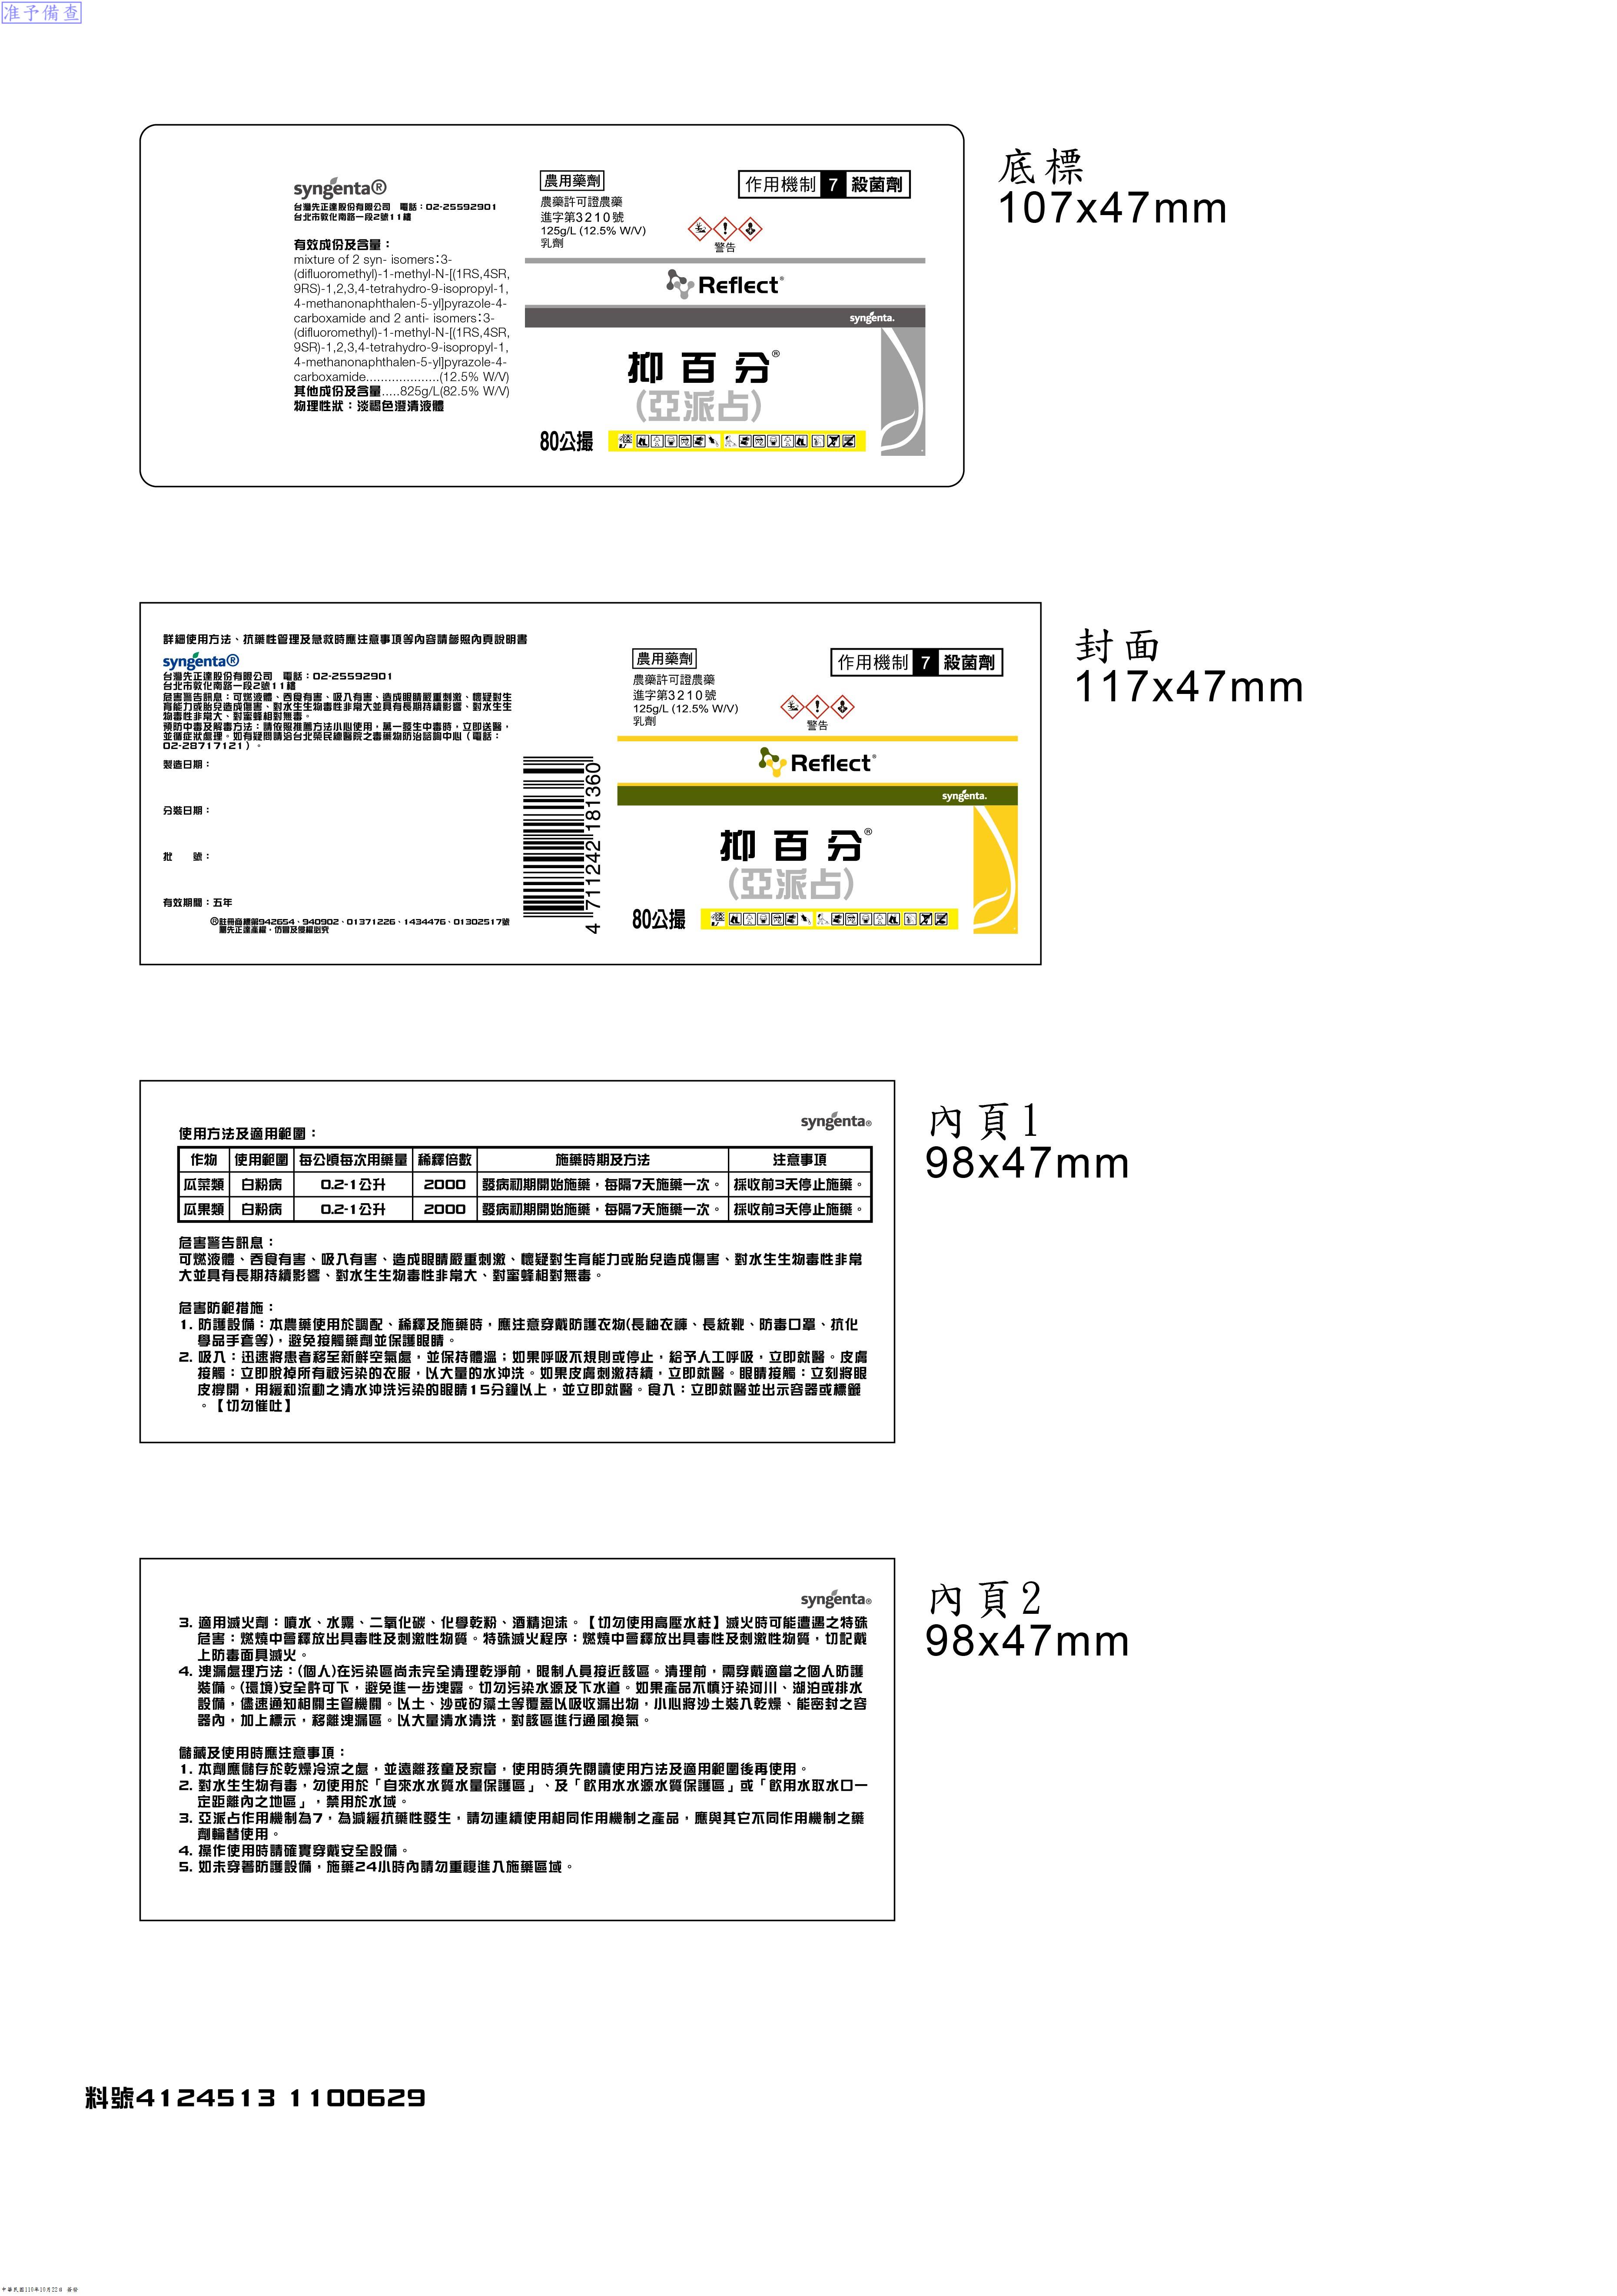 准予備查
syngenta®
台灣先正達股份有限公司　電話：02-25592901
台北市敦化南路一段2號11樓
有效成份及含量：
mixture of 2 syn- isomers：3-
(difluoromethyl)-1-methyl-N-[(1RS,4SR,
9RS)-1,2,3,4-tetrahydro-9-isopropyl-1,
4-methanonaphthalen-5-yl]pyrazole-4-
carboxamide and 2 anti- isomers：3-
(difluoromethyl)-1-methyl-N-[(1RS,4SR,
9SR)-1,2,3,4-tetrahydro-9-isopropyl-1,
4-methanonaphthalen-5-yl]pyrazole-4-
carboxamide....................(12.5% W/V)
其他成份及含量.....825g/L(82.5% W/V)
物理性狀：淡褐色澄清液體
農用藥劑
農藥許可證農藥
進字第3210號
125g/L (12.5% W/V)
乳劑
作用機制 7 殺菌劑
警告
Reflect®
syngenta.
抑百分®
(亞派占)
80公撮
底標
107x47mm
詳細使用方法、抗藥性管理及急救時應注意事項等內容請參照內頁說明書
syngenta®
台灣先正達股份有限公司　電話：02-25592901
台北市敦化南路一段2號11樓
危害警告訊息：可燃液體、吞食有害、吸入有害、造成眼睛嚴重刺激、懷疑對生
育能力或胎兒造成傷害、對水生生物毒性非常大並具有長期持續影響、對水生生
物毒性非常大、對蜜蜂相對無毒。
預防中毒及解毒方法：請依照推薦方法小心使用，萬一發生中毒時，立即送醫，
並循症狀處理。如有疑問請洽台北榮民總醫院之毒藥物防治諮詢中心（電話：
02-28717121）。
製造日期：
分裝日期：
批　　號：
有效期間：五年
®註冊商標第942654、940902、01371226、1434476、01302517號
屬先正達產權，仿冒及侵權必究
4 711242 181360
農用藥劑
農藥許可證農藥
進字第3210號
125g/L (12.5% W/V)
乳劑
作用機制 7 殺菌劑
警告
Reflect®
syngenta.
抑百分®
(亞派占)
80公撮
封面
117x47mm
syngenta®
使用方法及適用範圍：
作物 使用範圍 每公頃每次用藥量 稀釋倍數 施藥時期及方法 注意事項
瓜菜類 白粉病 0.2-1公升 2000 發病初期開始施藥，每隔7天施藥一次。 採收前3天停止施藥。
瓜果類 白粉病 0.2-1公升 2000 發病初期開始施藥，每隔7天施藥一次。 採收前3天停止施藥。
危害警告訊息：
可燃液體、吞食有害、吸入有害、造成眼睛嚴重刺激、懷疑對生育能力或胎兒造成傷害、對水生生物毒性非常
大並具有長期持續影響、對水生生物毒性非常大、對蜜蜂相對無毒。
危害防範措施：
1. 防護設備：本農藥使用於調配、稀釋及施藥時，應注意穿戴防護衣物(長袖衣褲、長統靴、防毒口罩、抗化
學品手套等)，避免接觸藥劑並保護眼睛。
2. 吸入：迅速將患者移至新鮮空氣處，並保持體溫；如果呼吸不規則或停止，給予人工呼吸，立即就醫。皮膚
接觸：立即脫掉所有被污染的衣服，以大量的水沖洗。如果皮膚刺激持續，立即就醫。眼睛接觸：立刻將眼
皮撐開，用緩和流動之清水沖洗污染的眼睛15分鐘以上，並立即就醫。食入：立即就醫並出示容器或標籤
。【切勿催吐】
內頁1
98x47mm
syngenta®
3. 適用滅火劑：噴水、水霧、二氧化碳、化學乾粉、酒精泡沫。【切勿使用高壓水柱】滅火時可能遭遇之特殊
危害：燃燒中會釋放出具毒性及刺激性物質。特殊滅火程序：燃燒中會釋放出具毒性及刺激性物質，切記戴
上防毒面具滅火。
4. 洩漏處理方法：(個人)在污染區尚未完全清理乾淨前，限制人員接近該區。清理前，需穿戴適當之個人防護
裝備。(環境)安全許可下，避免進一步洩露。切勿污染水源及下水道。如果產品不慎汙染河川、湖泊或排水
設備，儘速通知相關主管機關。以土、沙或矽藻土等覆蓋以吸收漏出物，小心將沙土裝入乾燥、能密封之容
器內，加上標示，移離洩漏區。以大量清水清洗，對該區進行通風換氣。
儲藏及使用時應注意事項：
1. 本劑應儲存於乾燥冷涼之處，並遠離孩童及家畜，使用時須先閱讀使用方法及適用範圍後再使用。
2. 對水生生物有毒，勿使用於「自來水水質水量保護區」、及「飲用水水源水質保護區」或「飲用水取水口一
定距離內之地區」，禁用於水域。
3. 亞派占作用機制為7，為減緩抗藥性發生，請勿連續使用相同作用機制之產品，應與其它不同作用機制之藥
劑輪替使用。
4. 操作使用時請確實穿戴安全設備。
5. 如未穿著防護設備，施藥24小時內請勿重複進入施藥區域。
內頁2
98x47mm
料號4124513 1100629
中華民國110年10月22日